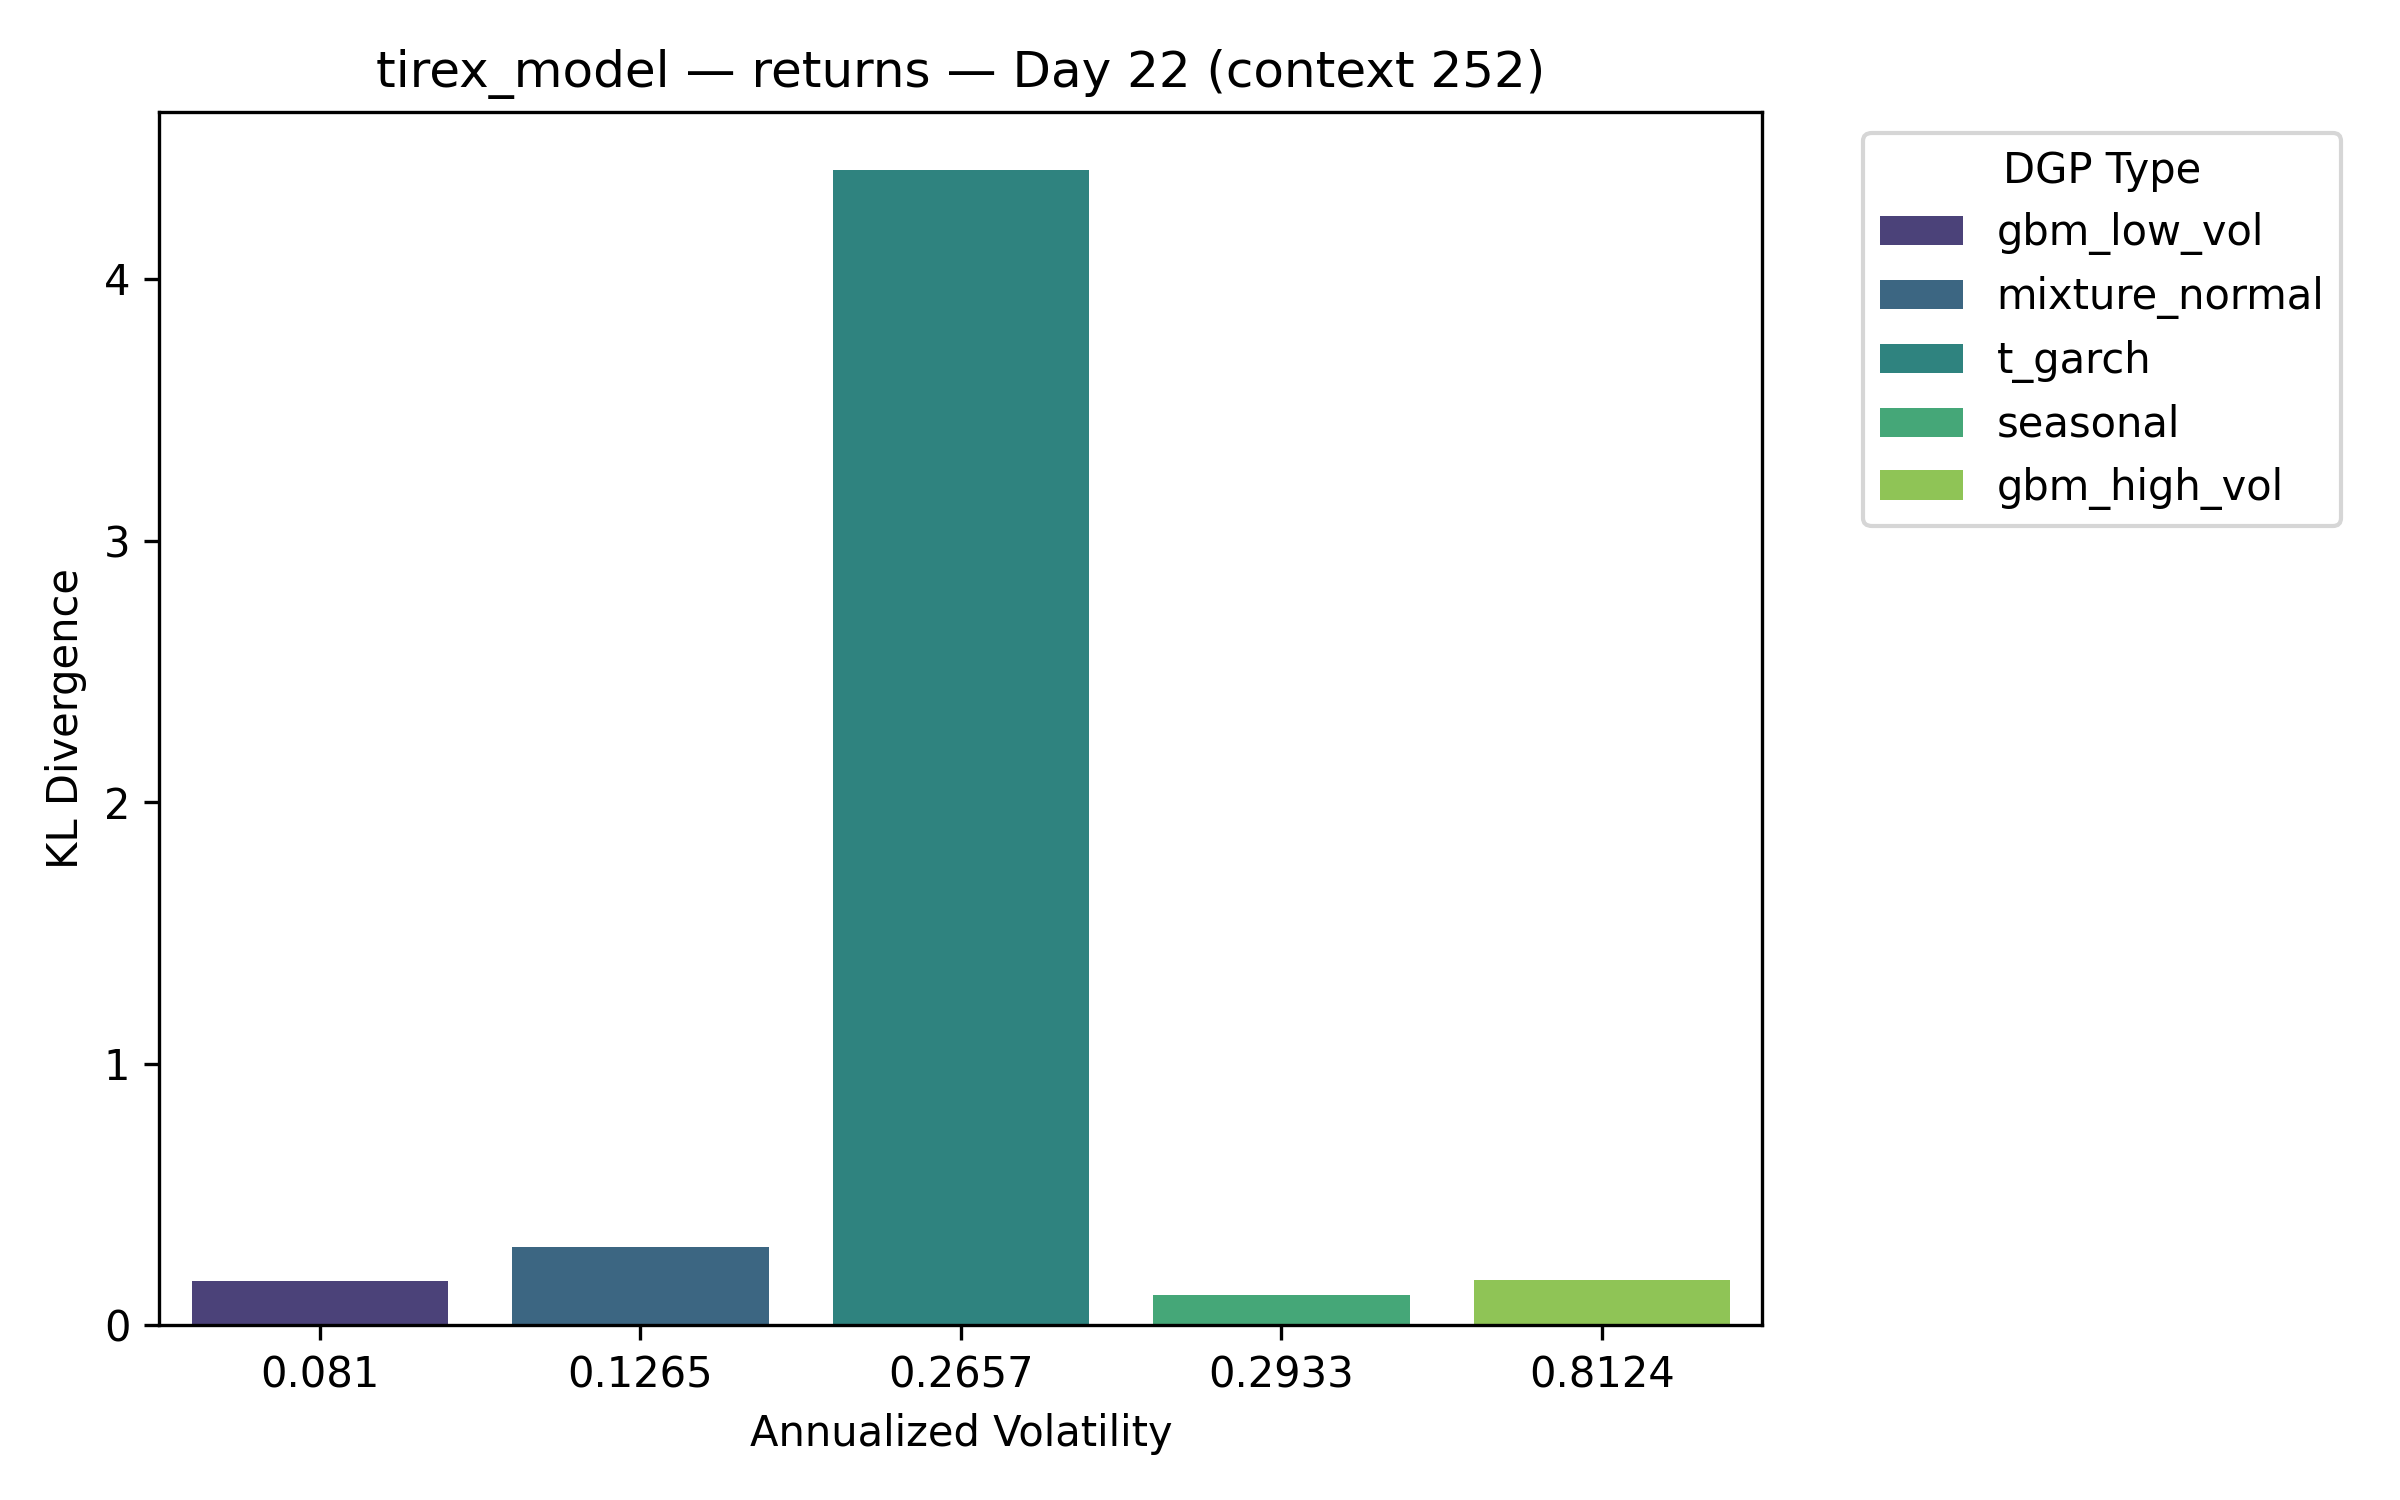 tirex_model — returns — Day 22 (context 252)
KL Divergence
4
3
2
1
0
0.081 0.1265 0.2657 0.2933 0.8124
Annualized Volatility
DGP Type
gbm_low_vol
mixture_normal
t_garch
seasonal
gbm_high_vol